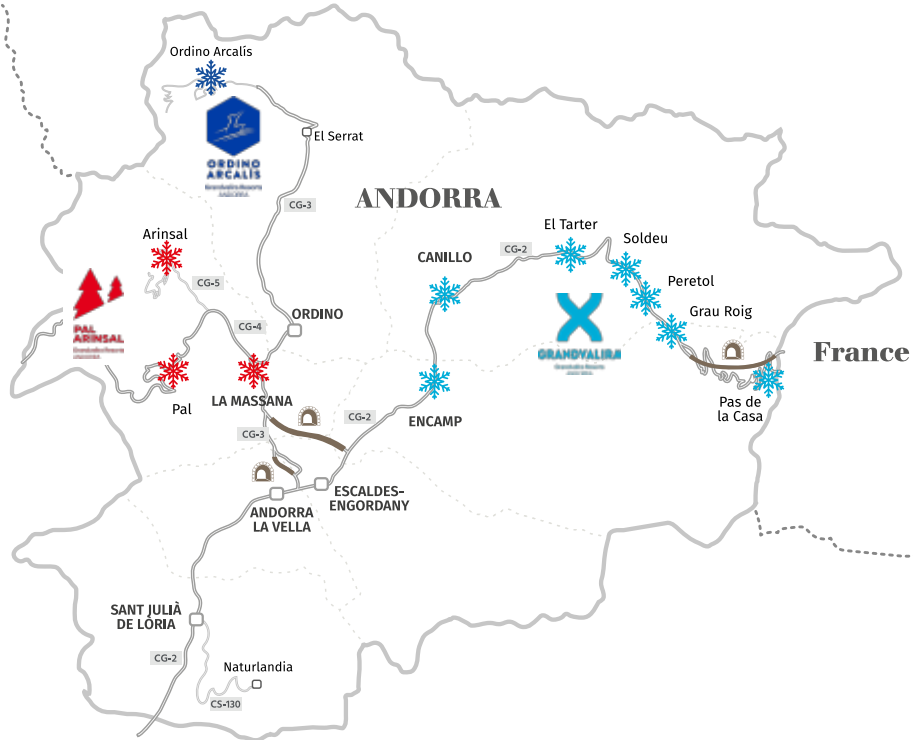 Ordino Arcalís
El Serrat
ORDINO
ARCALÍS
CG-3
ANDORRA
El Tarter
Soldeu
Arinsal
CG-2
CANILLO
CG-5
Peretol
Grau Roig
ORDINO
CG-4
PAL
ARINSAL
GRANDVALIRA
France
Pal
LA MASSANA
Pas de
la Casa
CG-2
ENCAMP
CG-3
ESCALDES-
ENGORDANY
ANDORRA
LA VELLA
SANT JULIÀ
DE LÒRIA
CG-2
Naturlandia
CS-130